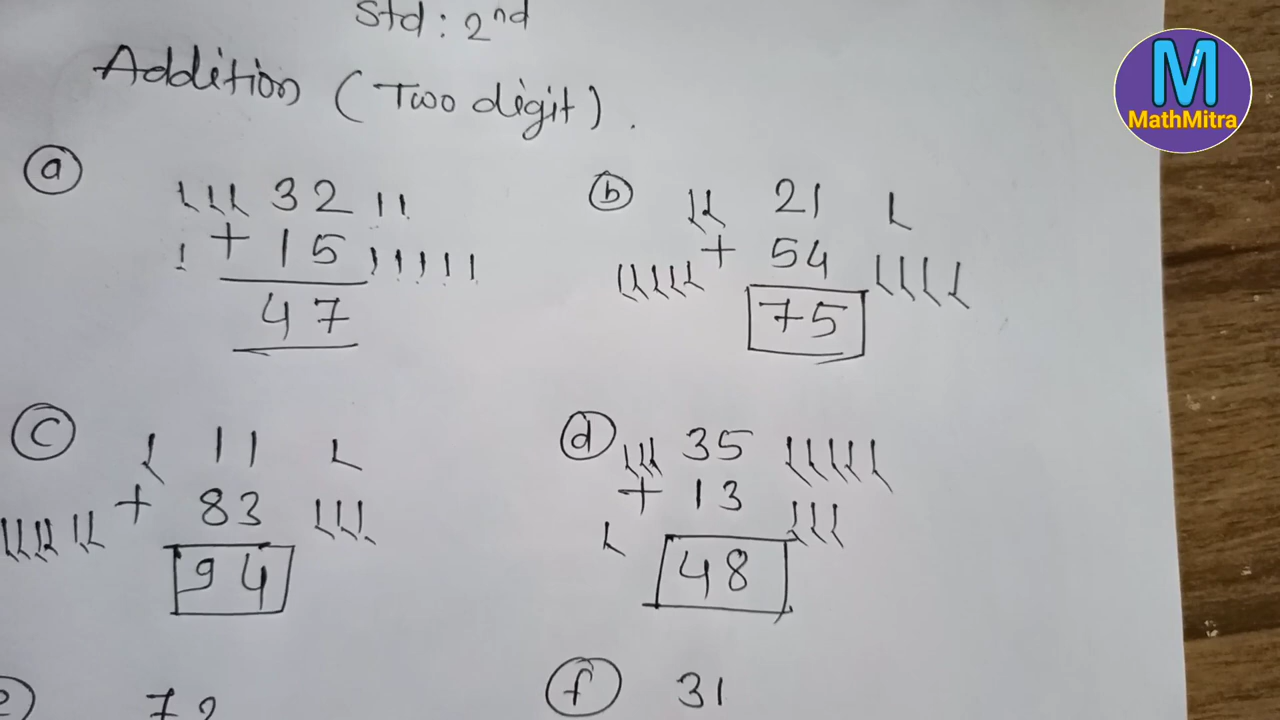 Std : 2nd
Addition (Two digit).
M
MathMitra
a
32
+ 15
47
b
21
+ 54
75
c
11
+ 83
94
d
35
+ 13
48
f
31